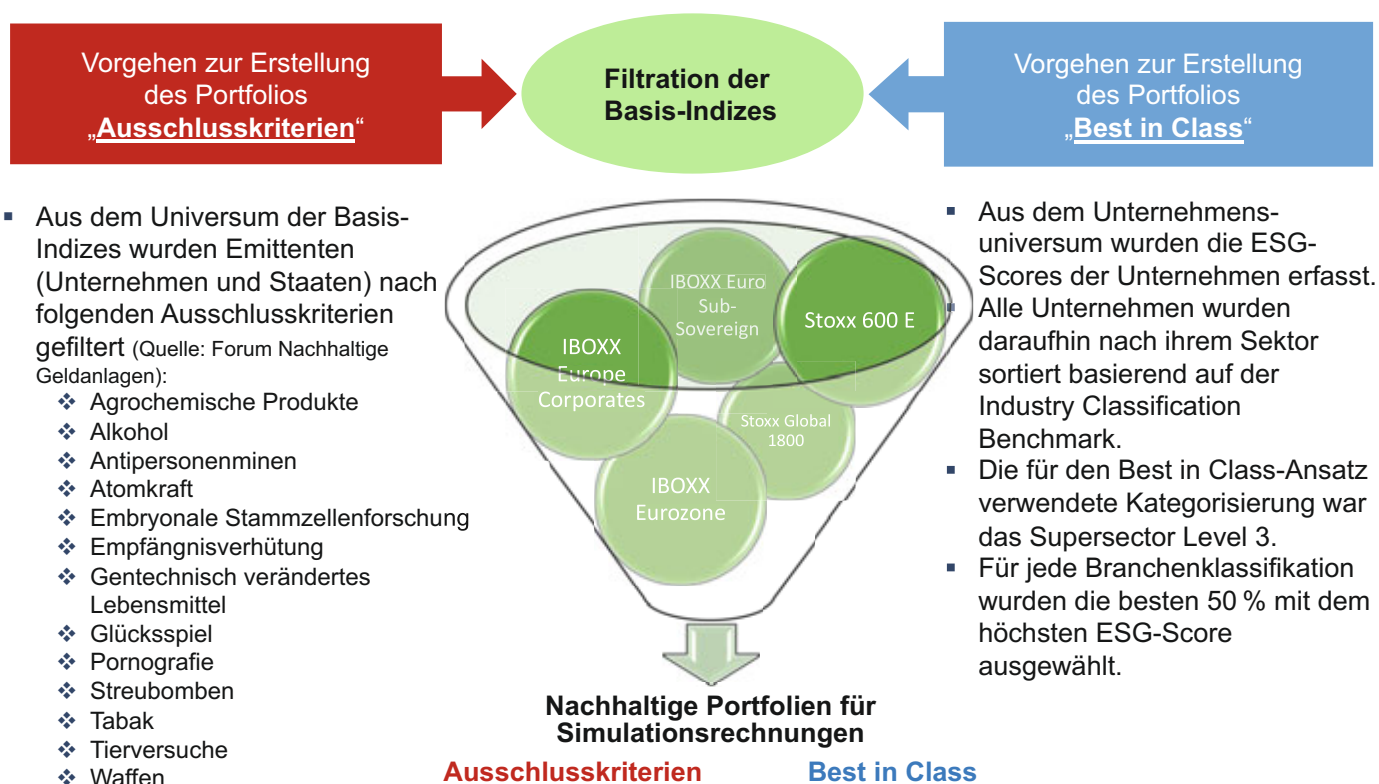 Vorgehen zur Erstellung
des Portfolios
„Ausschlusskriterien“
Filtration der
Basis-Indizes
Vorgehen zur Erstellung
des Portfolios
„Best in Class“
▪ Aus dem Universum der Basis-
Indizes wurden Emittenten
(Unternehmen und Staaten) nach
folgenden Ausschlusskriterien
gefiltert (Quelle: Forum Nachhaltige
Geldanlagen):
❖ Agrochemische Produkte
❖ Alkohol
❖ Antipersonenminen
❖ Atomkraft
❖ Embryonale Stammzellenforschung
❖ Empfängnisverhütung
❖ Gentechnisch verändertes
Lebensmittel
❖ Glücksspiel
❖ Pornografie
❖ Streubomben
❖ Tabak
❖ Tierversuche
❖ Waffen
IBOXX Euro
Sub-
Sovereign
Stoxx 600 E
IBOXX
Europe
Corporates
Stoxx Global
1800
IBOXX
Eurozone
Nachhaltige Portfolien für
Simulationsrechnungen
Ausschlusskriterien
Best in Class
▪ Aus dem Unternehmens-
universum wurden die ESG-
Scores der Unternehmen erfasst.
▪ Alle Unternehmen wurden
daraufhin nach ihrem Sektor
sortiert basierend auf der
Industry Classification
Benchmark.
▪ Die für den Best in Class-Ansatz
verwendete Kategorisierung war
das Supersector Level 3.
▪ Für jede Branchenklassifikation
wurden die besten 50 % mit dem
höchsten ESG-Score
ausgewählt.